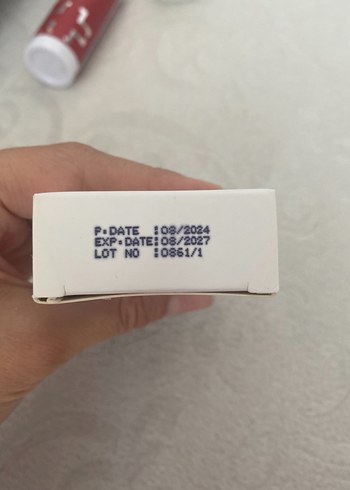 P.DATE :08/2024
EXP.DATE:08/2027
LOT NO :0861/1